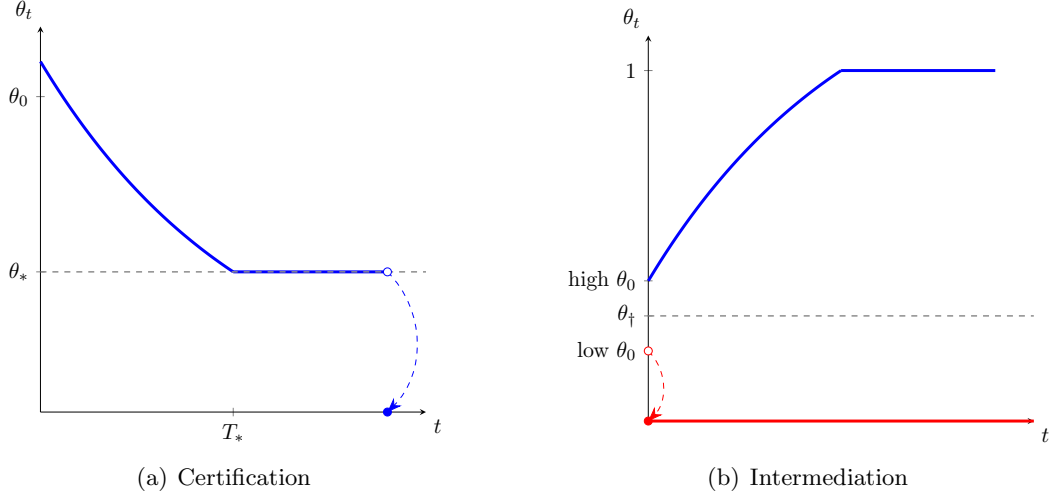 θ_t
θ_0
θ_*
T_*
t
(a) Certification
θ_t
1
high θ_0
θ_†
low θ_0
t
(b) Intermediation